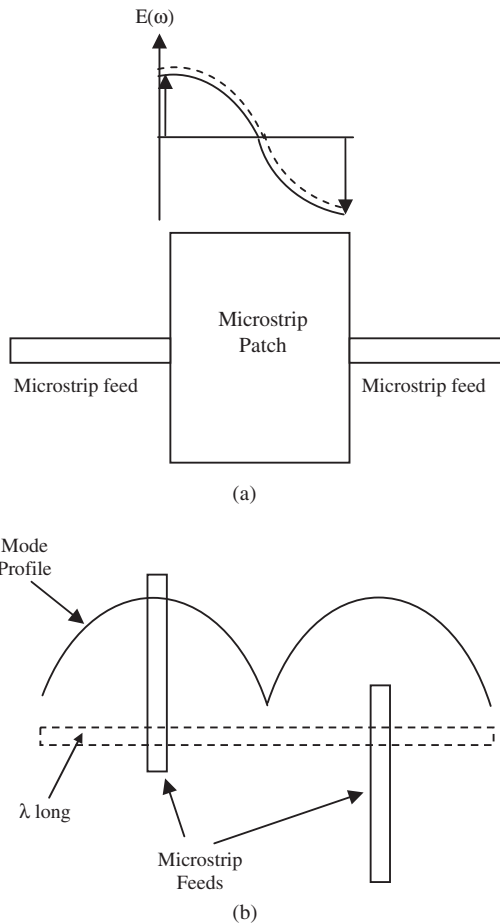 E(ω)
Microstrip
Patch
Microstrip feed
Microstrip feed
(a)
Mode
Profile
λ long
Microstrip
Feeds
(b)